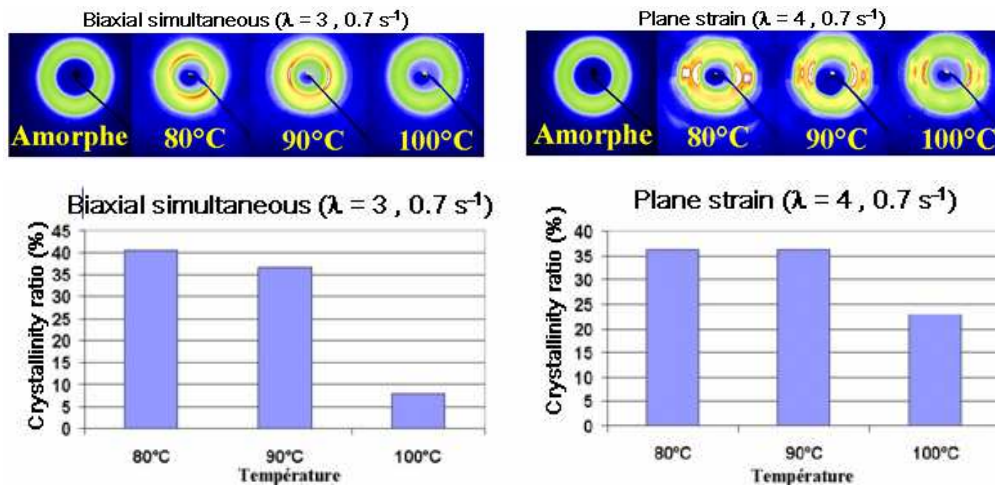 Biaxial simultaneous (λ = 3 , 0.7 s⁻¹)
Amorphe 80°C 90°C 100°C
Plane strain (λ = 4 , 0.7 s⁻¹)
Amorphe 80°C 90°C 100°C
Biaxial simultaneous (λ = 3 , 0.7 s⁻¹)
Crystallinity ratio (%)
45
40
35
30
25
20
15
10
5
0
80°C 90°C 100°C
Température
Plane strain (λ = 4 , 0.7 s⁻¹)
Crystallinity ratio (%)
40
35
30
25
20
15
10
5
0
80°C 90°C 100°C
Température